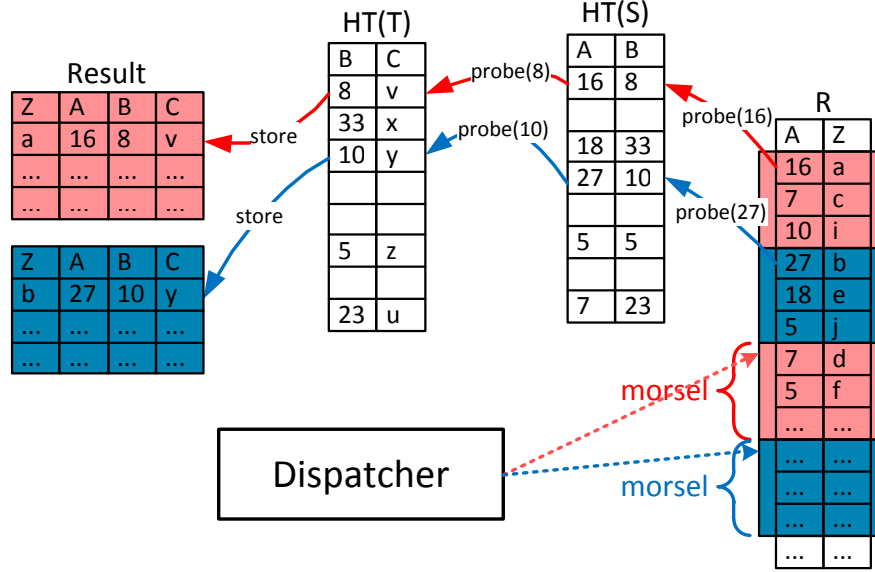 Result
Z A B C
a 16 8 v
... ... ... ...
... ... ... ...
Z A B C
b 27 10 y
... ... ... ...
... ... ... ...
store
store
HT(T)
B C
8 v
33 x
10 y
5 z
23 u
probe(8)
probe(10)
HT(S)
A B
16 8
18 33
27 10
5 5
7 23
probe(16)
probe(27)
R
A Z
16 a
7 c
10 i
27 b
18 e
5 j
7 d
5 f
... ...
... ...
... ...
... ...
... ...
morsel
morsel
Dispatcher